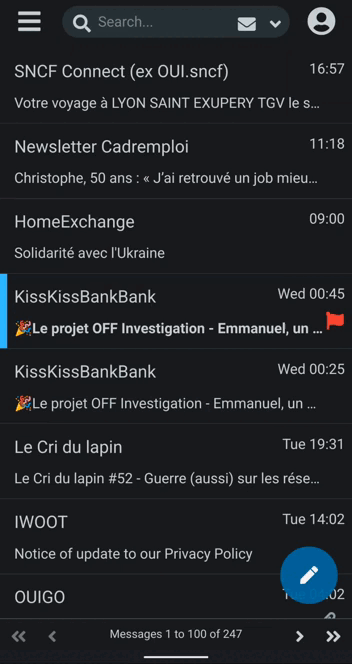 Search...
SNCF Connect (ex OUI.sncf) 16:57
Votre voyage à LYON SAINT EXUPERY TGV le s...
Newsletter Cadremploi 11:18
Christophe, 50 ans : « J'ai retrouvé un job mieu...
HomeExchange 09:00
Solidarité avec l'Ukraine
KissKissBankBank Wed 00:45
🎉Le projet OFF Investigation - Emmanuel, un ...
KissKissBankBank Wed 00:25
🎉Le projet OFF Investigation - Emmanuel, un ...
Le Cri du lapin Tue 19:31
Le Cri du lapin #52 - Guerre (aussi) sur les rése...
IWOOT Tue 14:02
Notice of update to our Privacy Policy
OUIGO
Messages 1 to 100 of 247